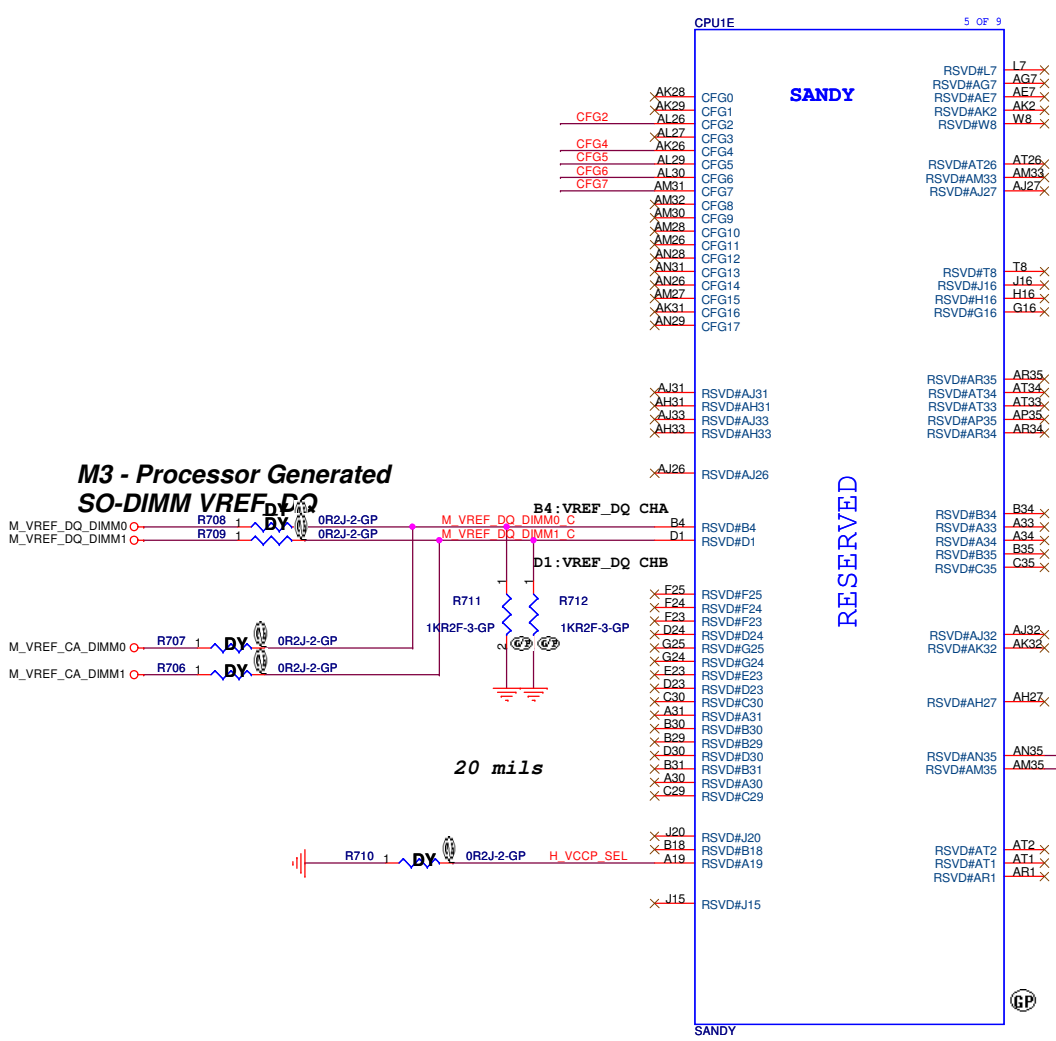 CPU1E
5 OF 9
SANDY
RESERVED
AK28 CFG0
AK29 CFG1
CFG2 AL26 CFG2
AL27 CFG3
CFG4 AK26 CFG4
CFG5 AL29 CFG5
CFG6 AL30 CFG6
CFG7 AM31 CFG7
AM32 CFG8
AM30 CFG9
AM28 CFG10
AM26 CFG11
AN28 CFG12
AN31 CFG13
AN26 CFG14
AM27 CFG15
AK31 CFG16
AN29 CFG17
AJ31 RSVD#AJ31
AH31 RSVD#AH31
AJ33 RSVD#AJ33
AH33 RSVD#AH33
AJ26 RSVD#AJ26
M3 - Processor Generated
SO-DIMM VREF_DQ
B4:VREF_DQ CHA
M_VREF_DQ_DIMM0 R708 1 DY 0R2J-2-GP M_VREF_DQ_DIMM0_C B4 RSVD#B4
M_VREF_DQ_DIMM1 R709 1 DY 0R2J-2-GP M_VREF_DQ_DIMM1_C D1 RSVD#D1
D1:VREF_DQ CHB
1 1
R711 R712
1KR2F-3-GP 1KR2F-3-GP
2 GP GP
M_VREF_CA_DIMM0 R707 1 DY 0R2J-2-GP
M_VREF_CA_DIMM1 R706 1 DY 0R2J-2-GP
F25 RSVD#F25
F24 RSVD#F24
F23 RSVD#F23
D24 RSVD#D24
G25 RSVD#G25
G24 RSVD#G24
E23 RSVD#E23
D23 RSVD#D23
C30 RSVD#C30
A31 RSVD#A31
B30 RSVD#B30
B29 RSVD#B29
D30 RSVD#D30
B31 RSVD#B31
A30 RSVD#A30
C29 RSVD#C29
20 mils
J20 RSVD#J20
B18 RSVD#B18
R710 1 DY 0R2J-2-GP H_VCCP_SEL A19 RSVD#A19
J15 RSVD#J15
RSVD#L7 L7
RSVD#AG7 AG7
RSVD#AE7 AE7
RSVD#AK2 AK2
RSVD#W8 W8
RSVD#AT26 AT26
RSVD#AM33 AM33
RSVD#AJ27 AJ27
RSVD#T8 T8
RSVD#J16 J16
RSVD#H16 H16
RSVD#G16 G16
RSVD#AR35 AR35
RSVD#AT34 AT34
RSVD#AT33 AT33
RSVD#AP35 AP35
RSVD#AR34 AR34
RSVD#B34 B34
RSVD#A33 A33
RSVD#A34 A34
RSVD#B35 B35
RSVD#C35 C35
RSVD#AJ32 AJ32
RSVD#AK32 AK32
RSVD#AH27 AH27
RSVD#AN35 AN35
RSVD#AM35 AM35
RSVD#AT2 AT2
RSVD#AT1 AT1
RSVD#AR1 AR1
GP
SANDY